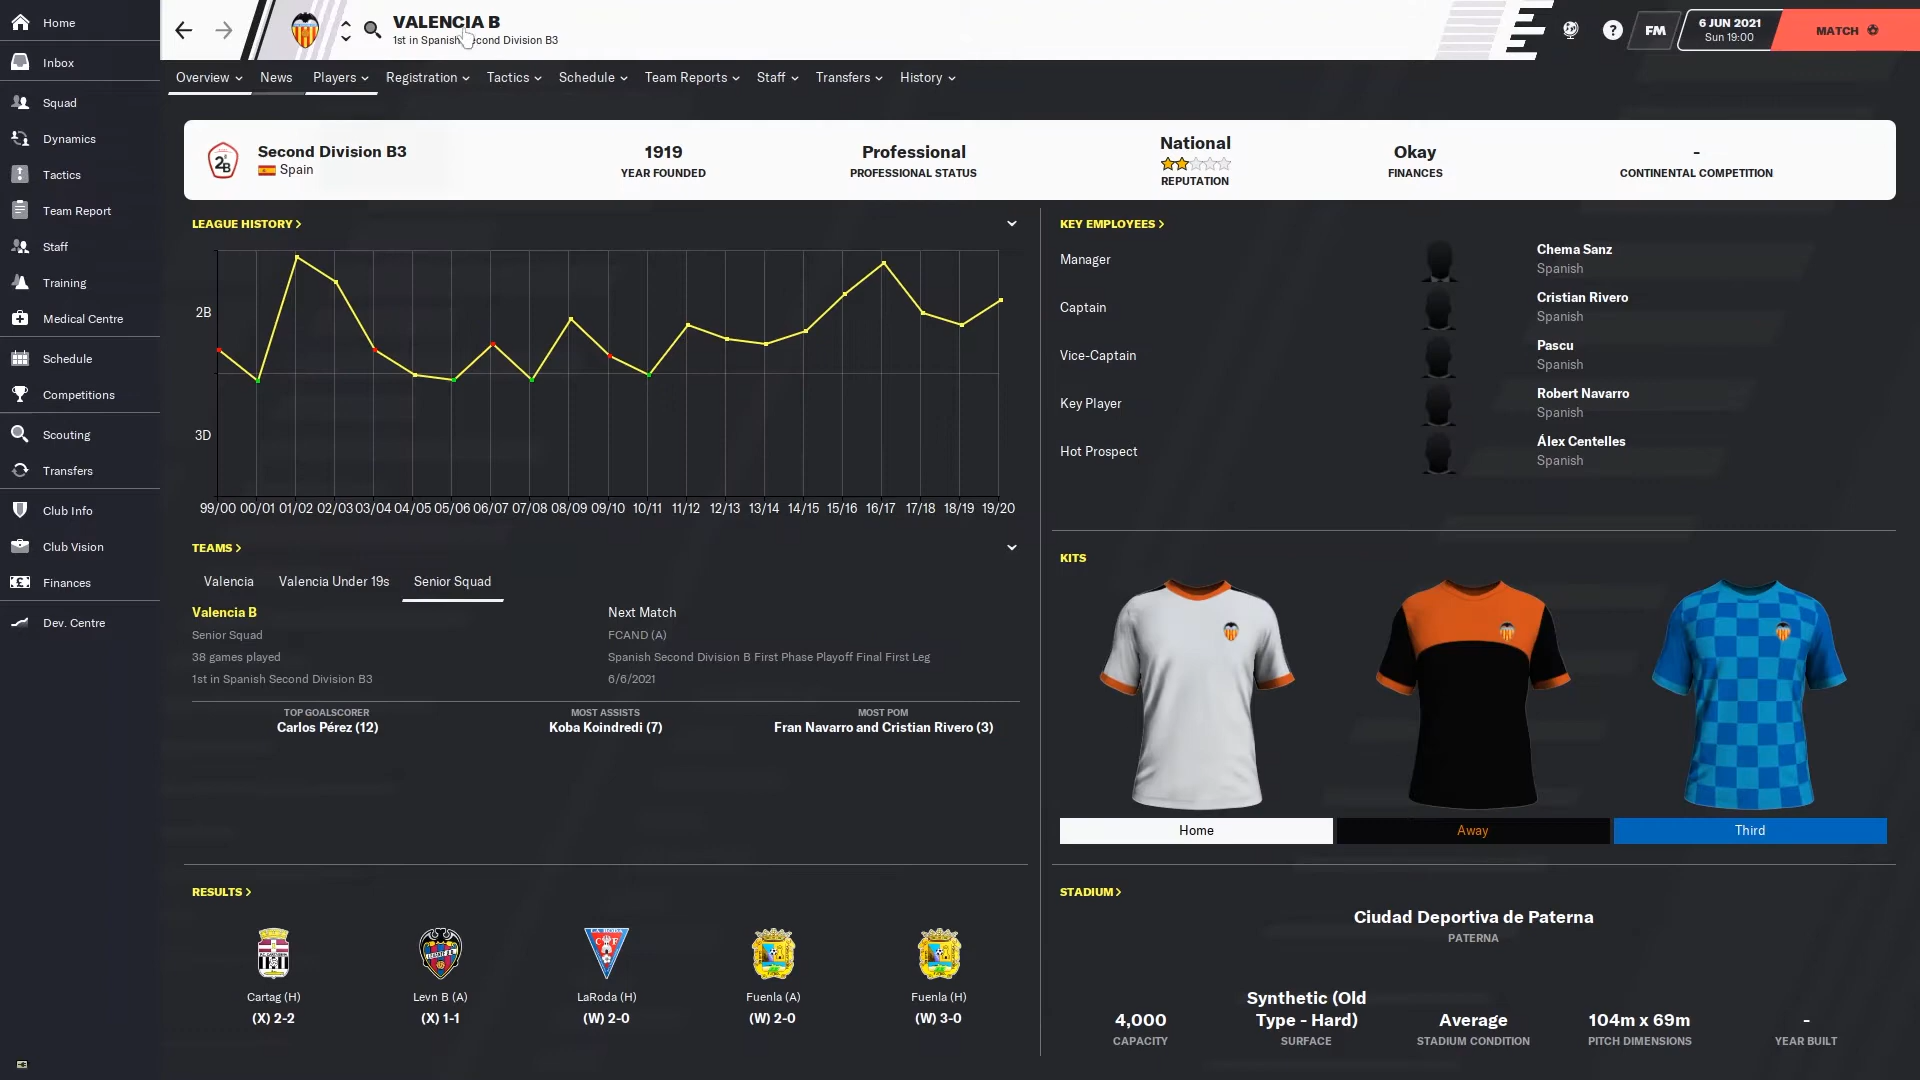 Home
Inbox
Squad
Dynamics
Tactics
Team Report
Staff
Training
Medical Centre
Schedule
Competitions
Scouting
Transfers
Club Info
Club Vision
Finances
Dev. Centre
VALENCIA B
1st in Spanish Second Division B3
FM
6 JUN 2021
Sun 19:00
MATCH
Overview News Players Registration Tactics Schedule Team Reports Staff Transfers History
2B
Second Division B3
Spain
1919
YEAR FOUNDED
Professional
PROFESSIONAL STATUS
National
REPUTATION
Okay
FINANCES
-
CONTINENTAL COMPETITION
LEAGUE HISTORY >
2B
3D
99/00 00/01 01/02 02/03 03/04 04/05 05/06 06/07 07/08 08/09 09/10 10/11 11/12 12/13 13/14 14/15 15/16 16/17 17/18 18/19 19/20
TEAMS >
Valencia Valencia Under 19s Senior Squad
Valencia B
Senior Squad
38 games played
1st in Spanish Second Division B3
Next Match
FCAND (A)
Spanish Second Division B First Phase Playoff Final First Leg
6/6/2021
TOP GOALSCORER
Carlos Pérez (12)
MOST ASSISTS
Koba Koindredi (7)
MOST POM
Fran Navarro and Cristian Rivero (3)
RESULTS >
Cartag (H)
(X) 2-2
Levn B (A)
(X) 1-1
LaRoda (H)
(W) 2-0
Fuenla (A)
(W) 2-0
Fuenla (H)
(W) 3-0
KEY EMPLOYEES >
Manager
Chema Sanz
Spanish
Captain
Cristian Rivero
Spanish
Vice-Captain
Pascu
Spanish
Key Player
Robert Navarro
Spanish
Hot Prospect
Álex Centelles
Spanish
KITS
Home
Away
Third
STADIUM >
Ciudad Deportiva de Paterna
PATERNA
4,000
CAPACITY
Synthetic (Old
Type - Hard)
SURFACE
Average
STADIUM CONDITION
104m x 69m
PITCH DIMENSIONS
-
YEAR BUILT